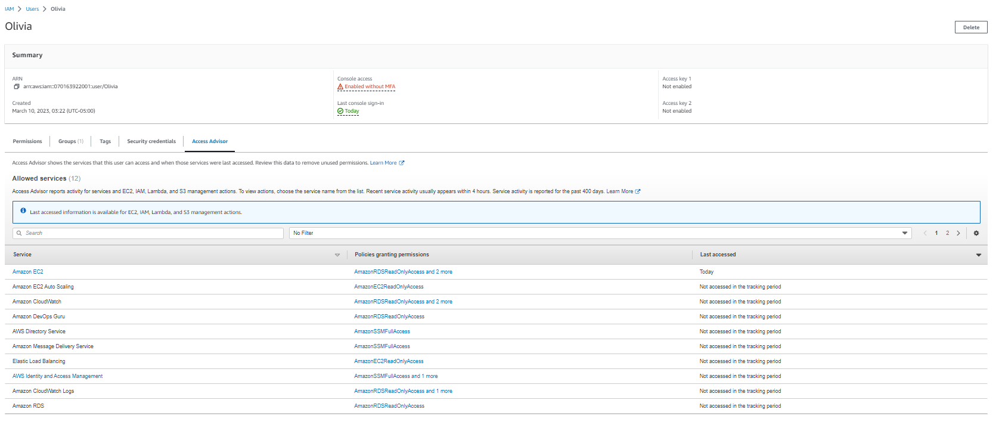 IAM > Users > Olivia
Olivia
Delete
Summary
ARN
arn:aws:iam::070163922001:user/Olivia
Created
March 10, 2023, 03:22 (UTC-05:00)
Console access
Enabled without MFA
Last console sign-in
Today
Access key 1
Not enabled
Access key 2
Not enabled
Permissions
Groups (1)
Tags
Security credentials
Access Advisor
Access Advisor shows the services that this user can access and when those services were last accessed. Review this data to remove unused permissions. Learn More
Allowed services (12)
Access Advisor reports activity for services and EC2, IAM, Lambda, and S3 management actions. To view actions, choose the service name from the list. Recent service activity usually appears within 4 hours. Service activity is reported for the past 400 days. Learn More
Last accessed information is available for EC2, IAM, Lambda, and S3 management actions.
Search
No Filter
1 2
Service Policies granting permissions Last accessed
Amazon EC2 AmazonRDSReadOnlyAccess and 2 more Today
Amazon EC2 Auto Scaling AmazonEC2ReadOnlyAccess Not accessed in the tracking period
Amazon CloudWatch AmazonRDSReadOnlyAccess and 2 more Not accessed in the tracking period
Amazon DevOps Guru AmazonRDSReadOnlyAccess Not accessed in the tracking period
AWS Directory Service AmazonSSMFullAccess Not accessed in the tracking period
Amazon Message Delivery Service AmazonSSMFullAccess Not accessed in the tracking period
Elastic Load Balancing AmazonEC2ReadOnlyAccess Not accessed in the tracking period
AWS Identity and Access Management AmazonSSMFullAccess and 1 more Not accessed in the tracking period
Amazon CloudWatch Logs AmazonRDSReadOnlyAccess and 1 more Not accessed in the tracking period
Amazon RDS AmazonRDSReadOnlyAccess Not accessed in the tracking period